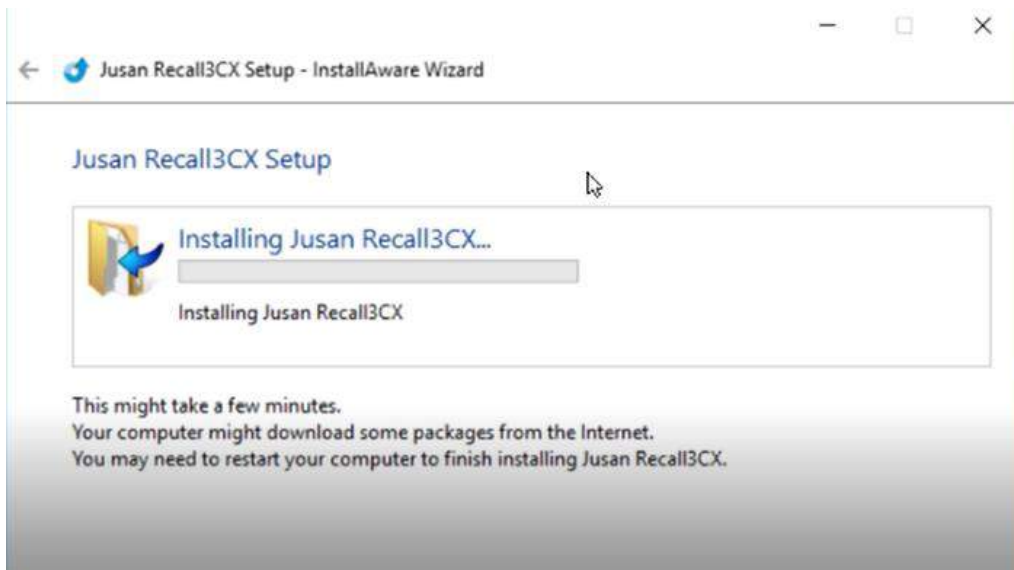 Jusan Recall3CX Setup - InstallAware Wizard
Jusan Recall3CX Setup
Installing Jusan Recall3CX...
Installing Jusan Recall3CX
This might take a few minutes.
Your computer might download some packages from the Internet.
You may need to restart your computer to finish installing Jusan Recall3CX.